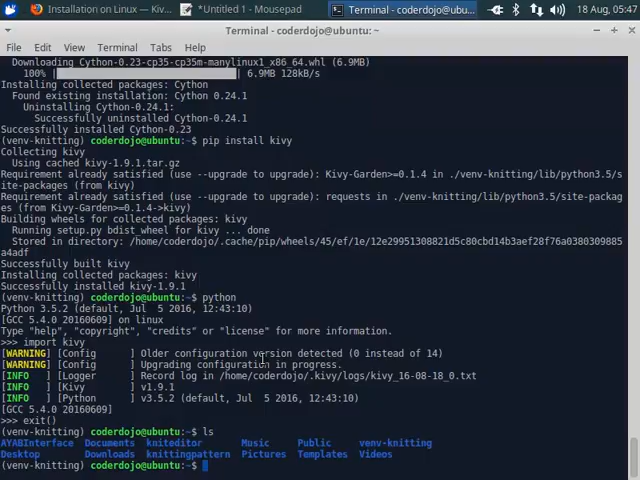 Installation on Linux — Kiv...
*Untitled 1 - Mousepad
Terminal - coderdojo@ubu...
18 Aug, 05:47
Terminal - coderdojo@ubuntu: ~
File Edit View Terminal Tabs Help
Downloading Cython-0.23-cp35-cp35m-manylinux1_x86_64.whl (6.9MB)
100% | | 6.9MB 128kB/s
Installing collected packages: Cython
Found existing installation: Cython 0.24.1
Uninstalling Cython-0.24.1:
Successfully uninstalled Cython-0.24.1
Successfully installed Cython-0.23
(venv-knitting) coderdojo@ubuntu:~$ pip install kivy
Collecting kivy
Using cached kivy-1.9.1.tar.gz
Requirement already satisfied (use --upgrade to upgrade): Kivy-Garden>=0.1.4 in ./venv-knitting/lib/python3.5/s
ite-packages (from kivy)
Requirement already satisfied (use --upgrade to upgrade): requests in ./venv-knitting/lib/python3.5/site-packag
es (from Kivy-Garden>=0.1.4->kivy)
Building wheels for collected packages: kivy
Running setup.py bdist_wheel for kivy ... done
Stored in directory: /home/coderdojo/.cache/pip/wheels/45/ef/1e/12e29951308821d5c80cbd14b3aef28f76a0380309885
a4adf
Successfully built kivy
Installing collected packages: kivy
Successfully installed kivy-1.9.1
(venv-knitting) coderdojo@ubuntu:~$ python
Python 3.5.2 (default, Jul  5 2016, 12:43:10)
[GCC 5.4.0 20160609] on linux
Type "help", "copyright", "credits" or "license" for more information.
>>> import kivy
[WARNING] [Config      ] Older configuration version detected (0 instead of 14)
[WARNING] [Config      ] Upgrading configuration in progress.
[INFO   ] [Logger      ] Record log in /home/coderdojo/.kivy/logs/kivy_16-08-18_0.txt
[INFO   ] [Kivy        ] v1.9.1
[INFO   ] [Python      ] v3.5.2 (default, Jul  5 2016, 12:43:10)
[GCC 5.4.0 20160609]
>>> exit()
(venv-knitting) coderdojo@ubuntu:~$ ls
AYABInterface Documents kniteditor Music Public venv-knitting
Desktop Downloads knittingpattern Pictures Templates Videos
(venv-knitting) coderdojo@ubuntu:~$